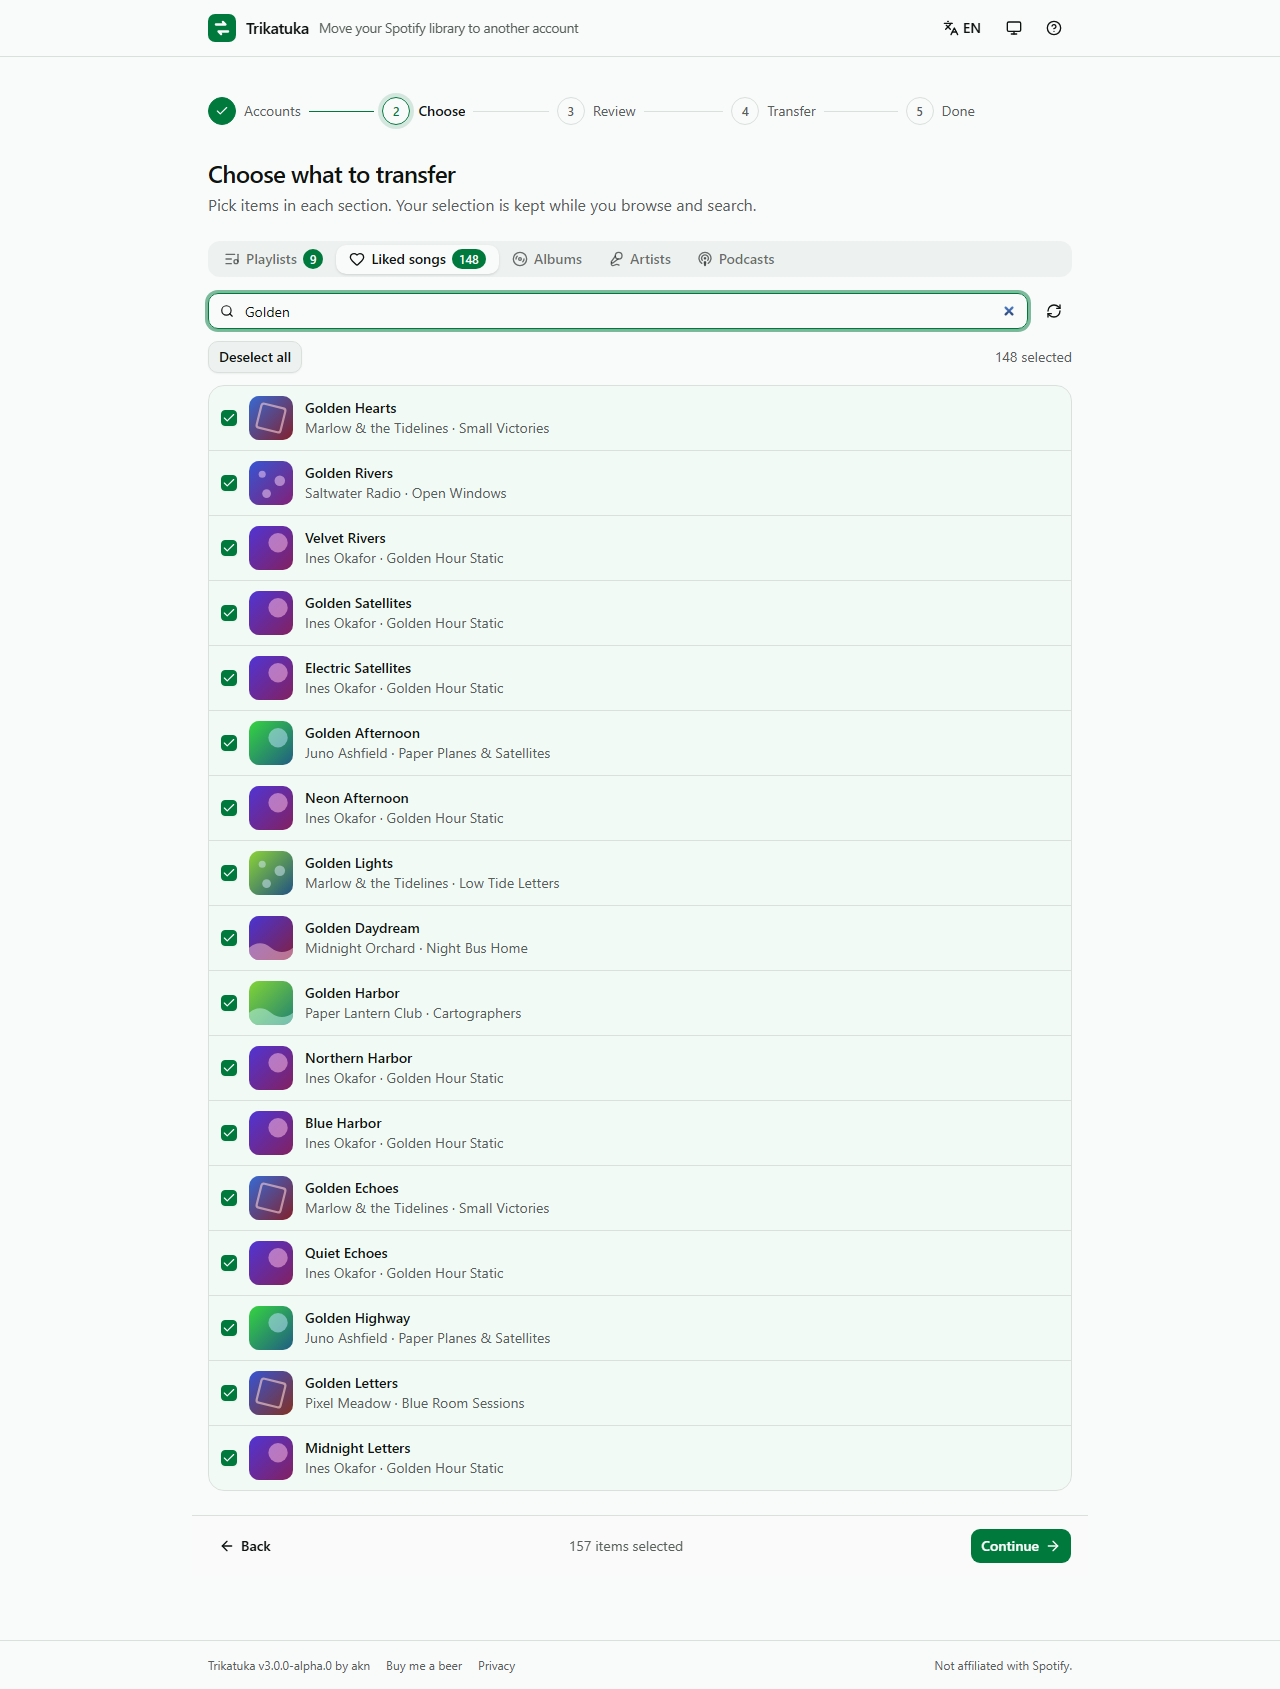 Trikatuka Move your Spotify library to another account EN
Accounts 2 Choose 3 Review 4 Transfer 5 Done
Choose what to transfer
Pick items in each section. Your selection is kept while you browse and search.
Playlists 9 Liked songs 148 Albums Artists Podcasts
Golden
Deselect all 148 selected
Golden Hearts
Marlow & the Tidelines · Small Victories
Golden Rivers
Saltwater Radio · Open Windows
Velvet Rivers
Ines Okafor · Golden Hour Static
Golden Satellites
Ines Okafor · Golden Hour Static
Electric Satellites
Ines Okafor · Golden Hour Static
Golden Afternoon
Juno Ashfield · Paper Planes & Satellites
Neon Afternoon
Ines Okafor · Golden Hour Static
Golden Lights
Marlow & the Tidelines · Low Tide Letters
Golden Daydream
Midnight Orchard · Night Bus Home
Golden Harbor
Paper Lantern Club · Cartographers
Northern Harbor
Ines Okafor · Golden Hour Static
Blue Harbor
Ines Okafor · Golden Hour Static
Golden Echoes
Marlow & the Tidelines · Small Victories
Quiet Echoes
Ines Okafor · Golden Hour Static
Golden Highway
Juno Ashfield · Paper Planes & Satellites
Golden Letters
Pixel Meadow · Blue Room Sessions
Midnight Letters
Ines Okafor · Golden Hour Static
Back 157 items selected Continue
Trikatuka v3.0.0-alpha.0 by akn Buy me a beer Privacy Not affiliated with Spotify.